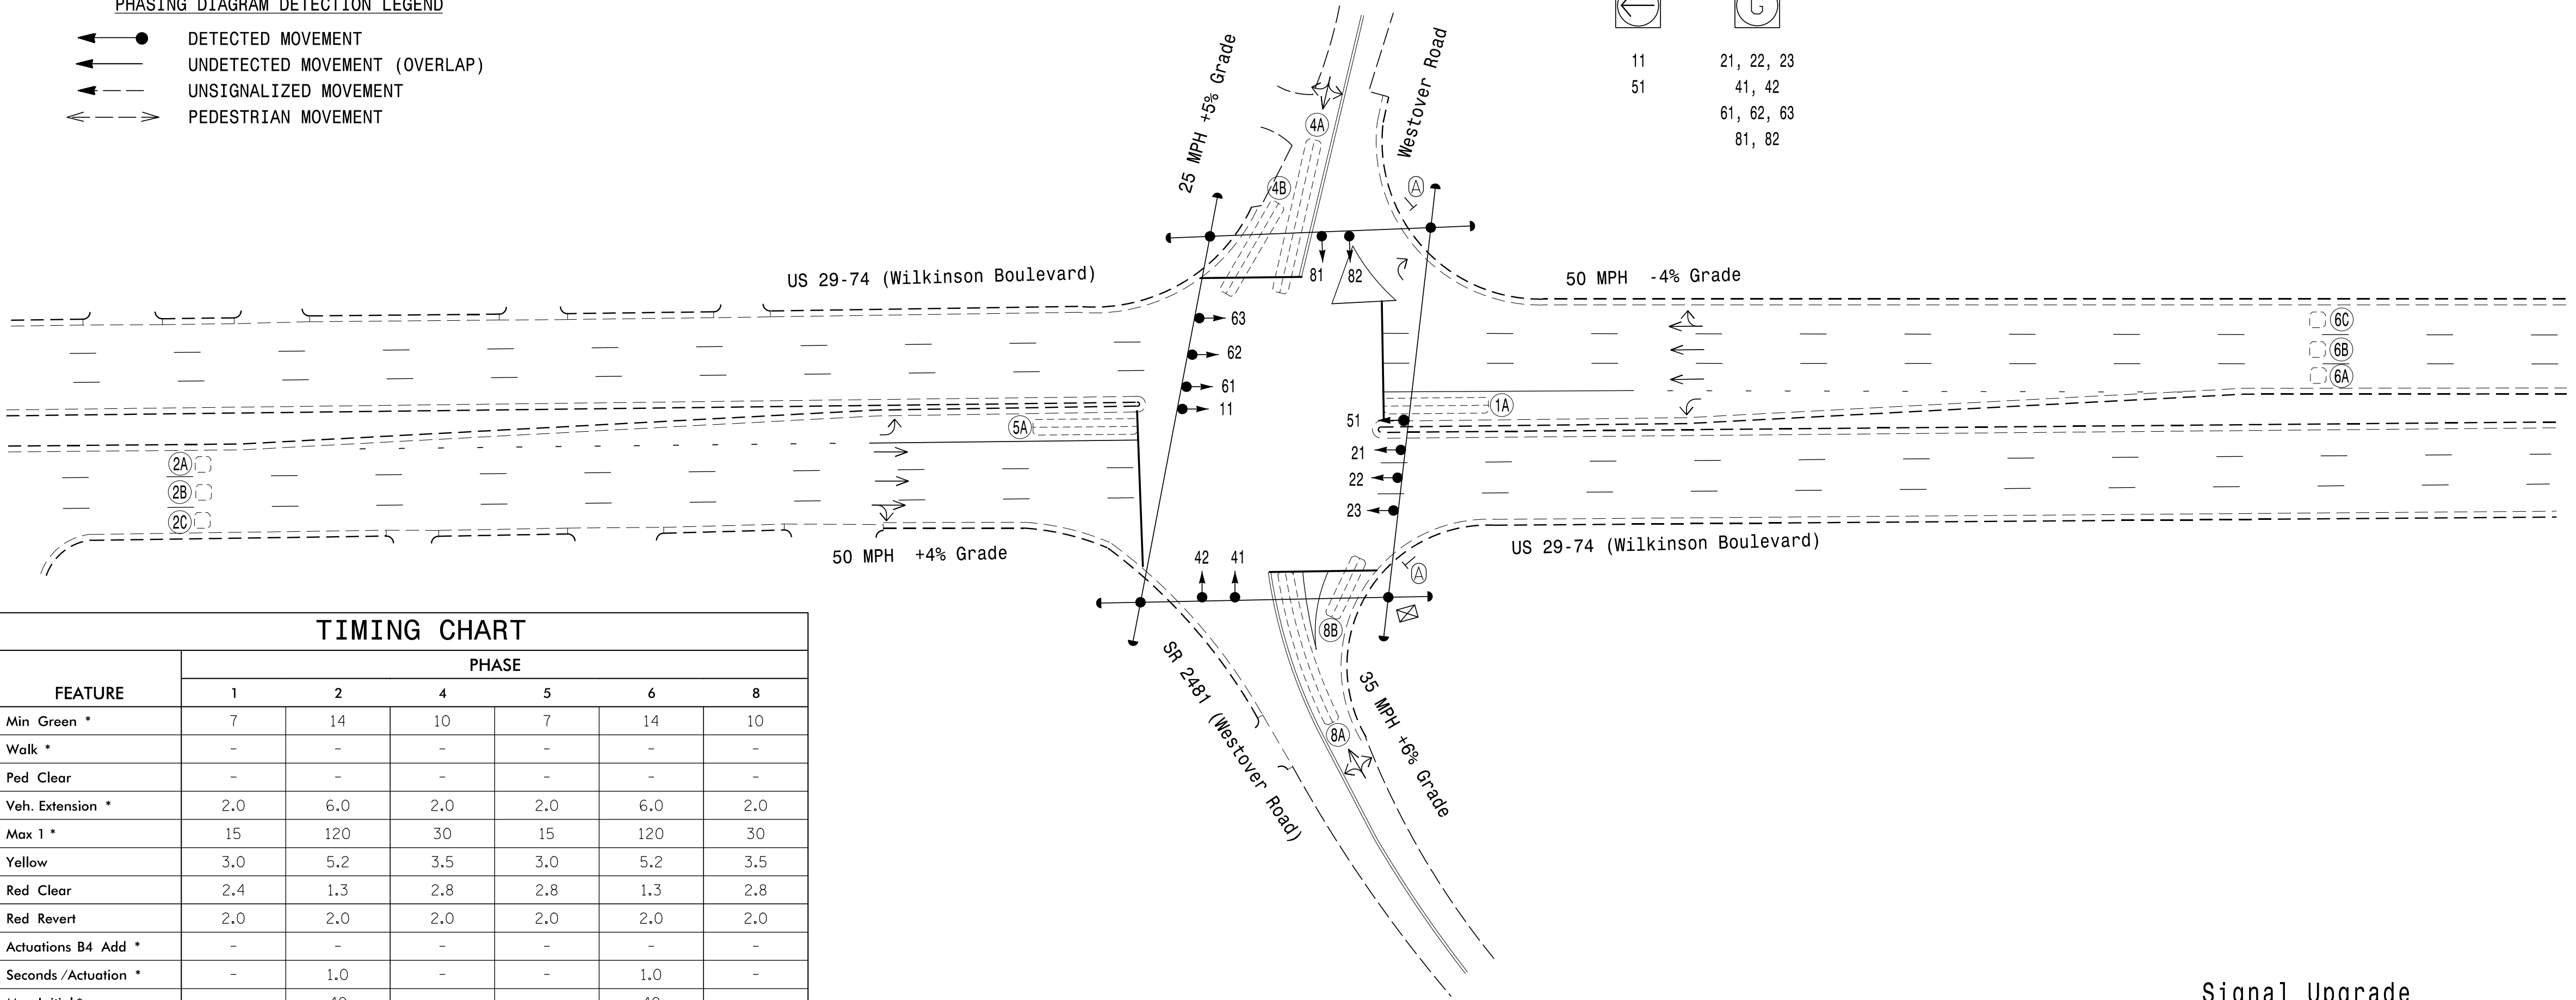 PHASING DIAGRAM DETECTION LEGEND
DETECTED MOVEMENT
UNDETECTED MOVEMENT (OVERLAP)
UNSIGNALIZED MOVEMENT
PEDESTRIAN MOVEMENT
G
11 21, 22, 23
51 41, 42
61, 62, 63
81, 82
25 MPH +5% Grade
Westover Road
4A
4B
A
81 82
US 29-74 (Wilkinson Boulevard)
50 MPH -4% Grade
63
62
61
11
6C
6B
6A
5A
1A
51
21
22
23
2A
2B
2C
50 MPH +4% Grade
US 29-74 (Wilkinson Boulevard)
42 41
A
8B
8A
SR 2481 (Westover Road)
35 MPH +6% Grade
TIMING CHART
PHASE
FEATURE 1 2 4 5 6 8
Min Green * 7 14 10 7 14 10
Walk * - - - - - -
Ped Clear - - - - - -
Veh. Extension * 2.0 6.0 2.0 2.0 6.0 2.0
Max 1 * 15 120 30 15 120 30
Yellow 3.0 5.2 3.5 3.0 5.2 3.5
Red Clear 2.4 1.3 2.8 2.8 1.3 2.8
Red Revert 2.0 2.0 2.0 2.0 2.0 2.0
Actuations B4 Add * - - - - - -
Seconds /Actuation * - 1.0 - - 1.0 -
Signal Upgrade